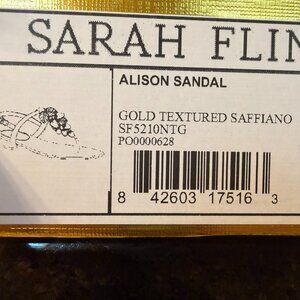 SARAH FLIN
ALISON SANDAL
GOLD TEXTURED SAFFIANO
SF5210NTG
PO0000628
8 42603 17516 3